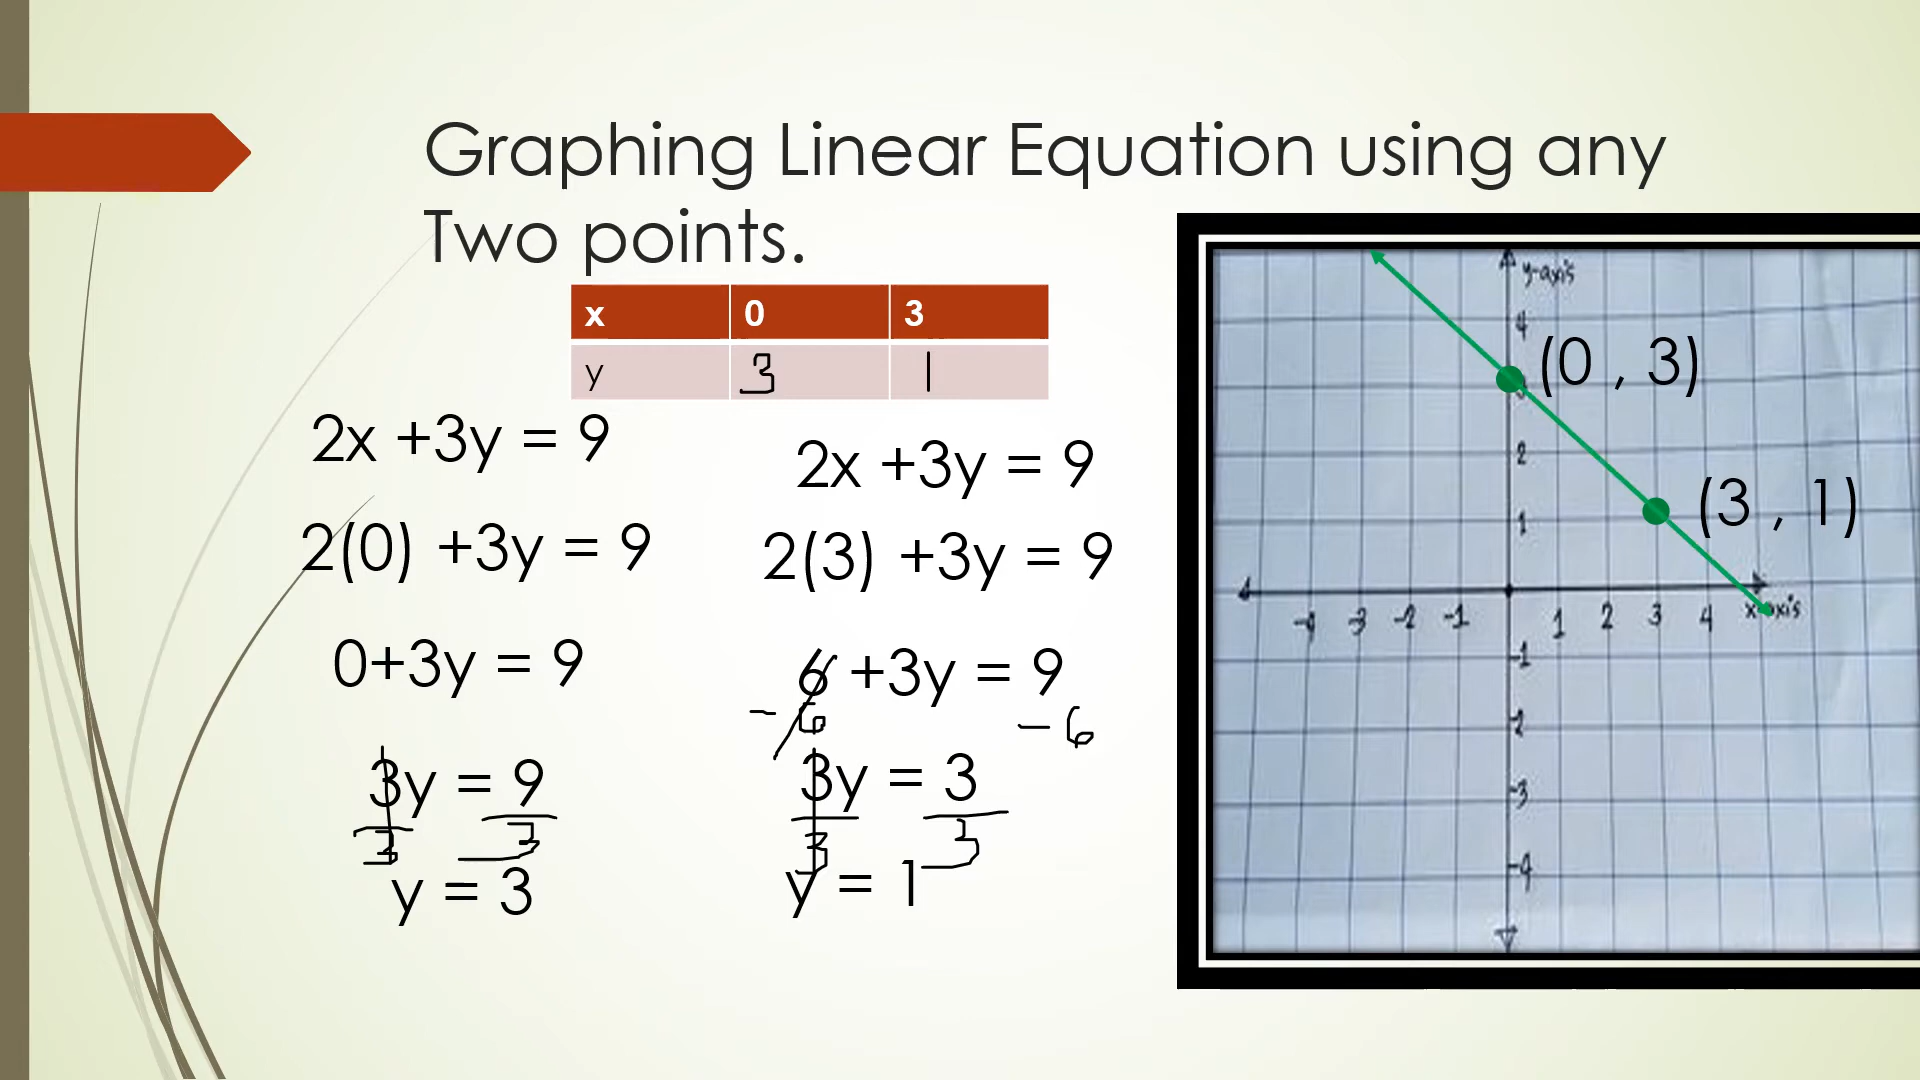 Graphing Linear Equation using any
Two points.
x 0 3
y 3 1
2x +3y = 9
2(0) +3y = 9
0+3y = 9
3y = 9
3 3
y = 3
2x +3y = 9
2(3) +3y = 9
6 +3y = 9
- 6 - 6
3y = 3
3 3
y = 1
y-axis
4
(0 , 3)
3
2
(3 , 1)
1
-4 -3 -2 -1 1 2 3 4 x-axis
-1
-2
-3
-4